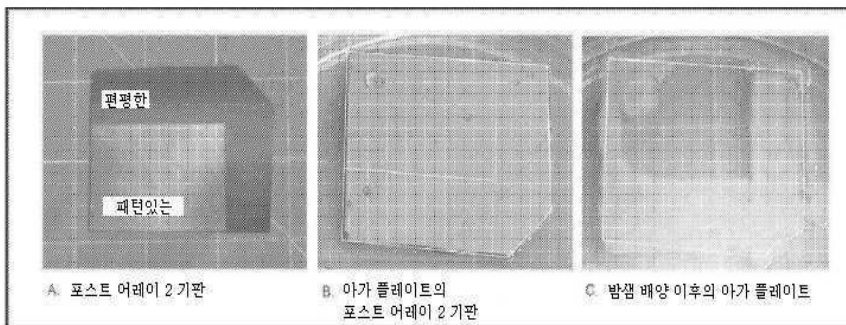 편평한
패턴있는
A. 포스트 어레이 2 기판
B. 아가 플레이트의
포스트 어레이 2 기판
C. 밤샘 배양 이후의 아가 플레이트